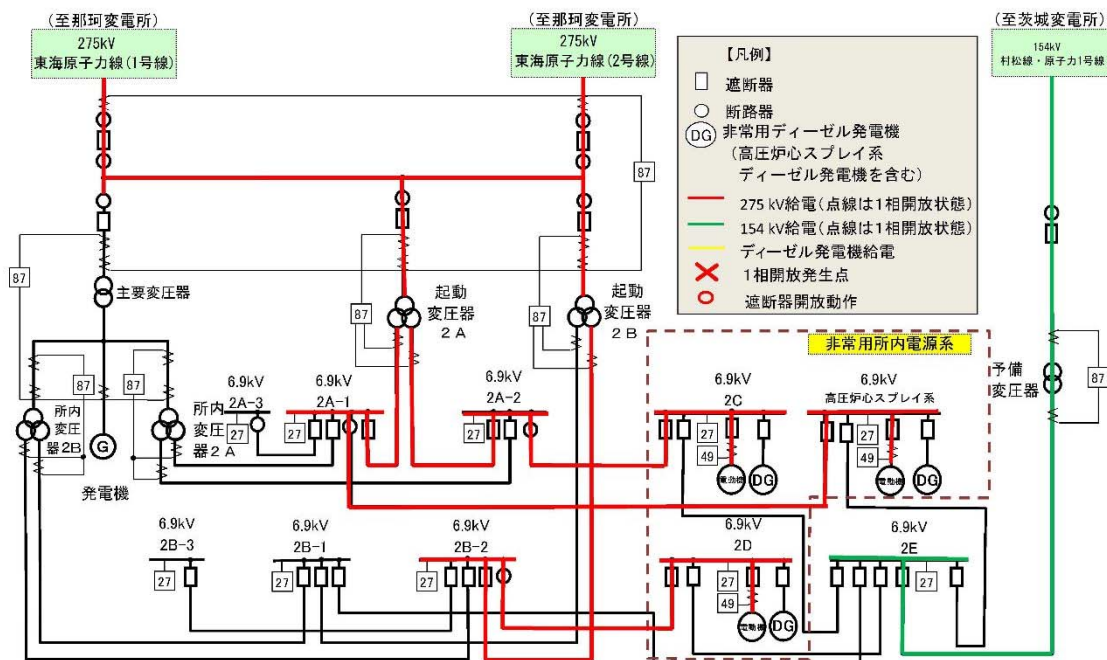 (至那珂変電所)
275kV
東海原子力線(1号線)
(至那珂変電所)
275kV
東海原子力線(2号線)
(至茨城変電所)
154kV
村松線・原子力1号線
【凡例】
遮断器
断路器
DG 非常用ディーゼル発電機
(高圧炉心スプレイ系
ディーゼル発電機を含む)
275 kV給電(点線は1相開放状態)
154 kV給電(点線は1相開放状態)
ディーゼル発電機給電
1相開放発生点
遮断器開放動作
87
87
87
87
87
87
87
主要変圧器
起動
変圧器
2A
起動
変圧器
2B
予備
変圧器
非常用所内電源系
所内
変圧
器2B
G
発電機
所内
変圧
器2A
6.9kV
2A-3
27
6.9kV
2A-1
27
6.9kV
2A-2
27
6.9kV
2C
27
49
電動機
DG
6.9kV
高圧炉心スプレイ系
27
49
電動機
DG
6.9kV
2B-3
27
6.9kV
2B-1
27
6.9kV
2B-2
27
6.9kV
2D
27
49
電動機
DG
6.9kV
2E
27